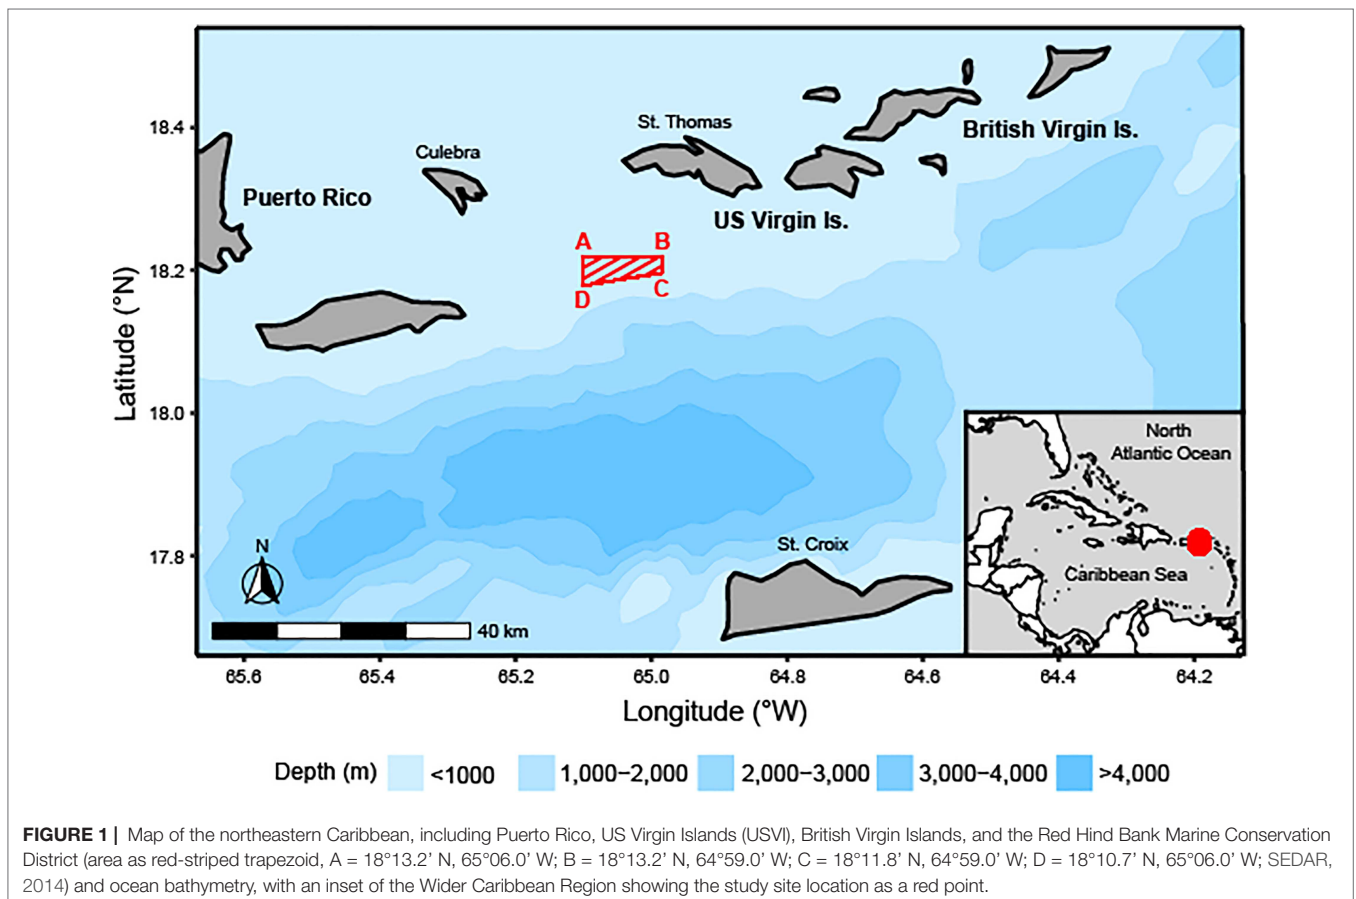 18.4
18.2
18.0
17.8
Latitude (°N)
Puerto Rico
Culebra
St. Thomas
US Virgin Is.
British Virgin Is.
A
B
C
D
St. Croix
N
40 km
North
Atlantic Ocean
Caribbean Sea
65.6
65.4
65.2
65.0
64.8
64.6
64.4
64.2
Longitude (°W)
Depth (m) <1000 1,000–2,000 2,000–3,000 3,000–4,000 >4,000
FIGURE 1 | Map of the northeastern Caribbean, including Puerto Rico, US Virgin Islands (USVI), British Virgin Islands, and the Red Hind Bank Marine Conservation
District (area as red-striped trapezoid, A = 18°13.2’ N, 65°06.0’ W; B = 18°13.2’ N, 64°59.0’ W; C = 18°11.8’ N, 64°59.0’ W; D = 18°10.7’ N, 65°06.0’ W; SEDAR,
2014) and ocean bathymetry, with an inset of the Wider Caribbean Region showing the study site location as a red point.